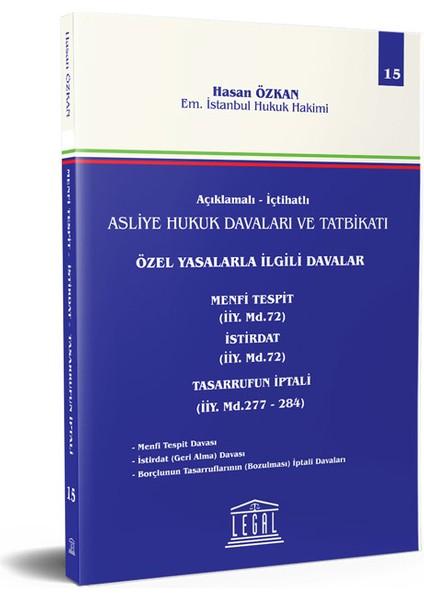 15
Hasan ÖZKAN
Em. İstanbul Hukuk Hakimi
Açıklamalı - İçtihatlı
ASLİYE HUKUK DAVALARI VE TATBİKATI
ÖZEL YASALARLA İLGİLİ DAVALAR
MENFİ TESPİT
(İİY. Md.72)
İSTİRDAT
(İİY. Md.72)
TASARRUFUN İPTALİ
(İİY. Md.277 - 284)
- Menfi Tespit Davası
- İstirdat (Geri Alma) Davası
- Borçlunun Tasarruflarının (Bozulması) İptali Davaları
LEGAL
Hasan ÖZKAN
MENFİ TESPİT - İSTİRDAT - TASARRUFUN İPTALİ
15